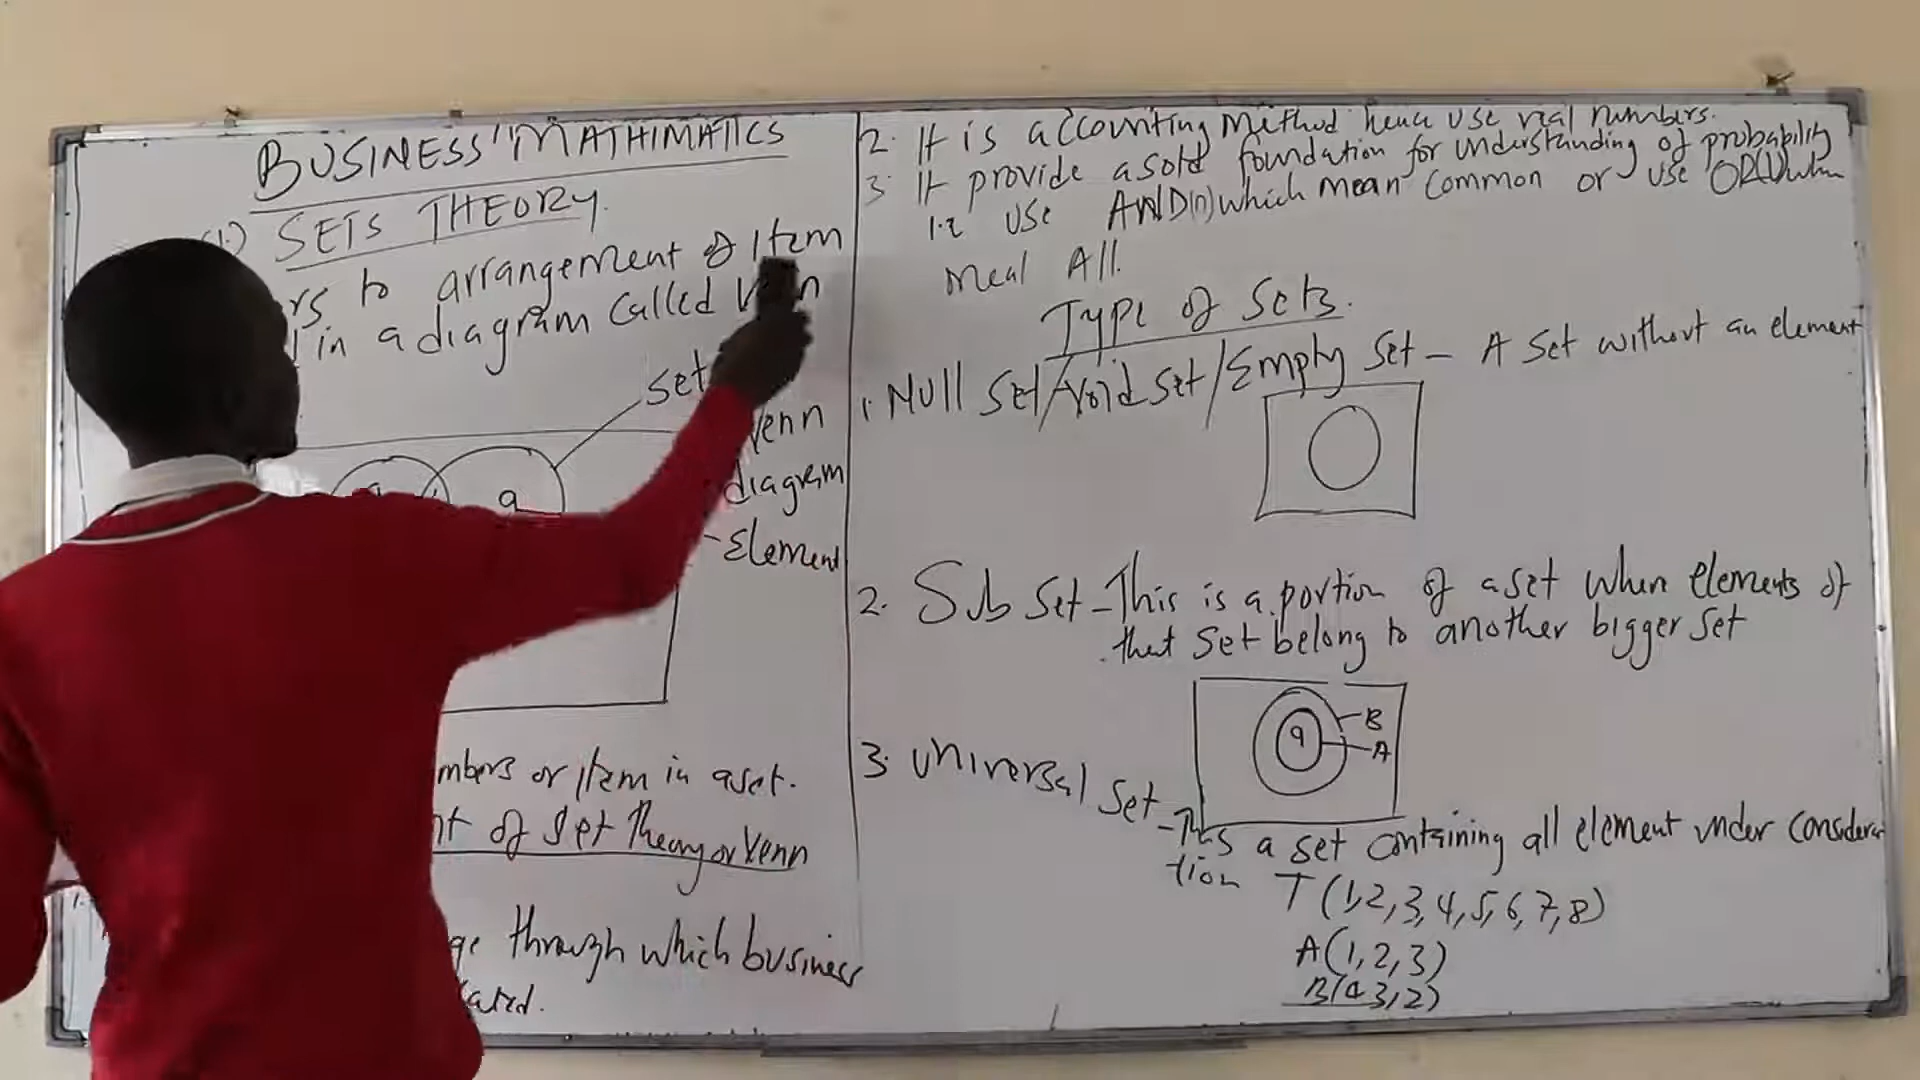 BUSINESS MATHIMATICS
(1.) SETS THEORY.
rs to arrangement of Item
in a diagram called Venn
set
Venn
diagram
a
- Element
mbers or Item in a set.
nt of Set Theory or Venn
ge through which business
2. It is a ccounting Method hence use real numbers.
3. It provide a sold foundation for understanding of probability
i.e use AND(n) which mean Common or use OR(U) when
meal All.
Type of Sets.
1. Null Set/Void Set/Empty Set - A Set without an element
2. Sub Set - This is a portion of a set when elements of
that Set belong to another bigger set
B
9
A
3. Universal Set - This a set containing all element under considera
tion
T (1,2,3,4,5,6,7,8)
A(1,2,3)
B(4 3,2)